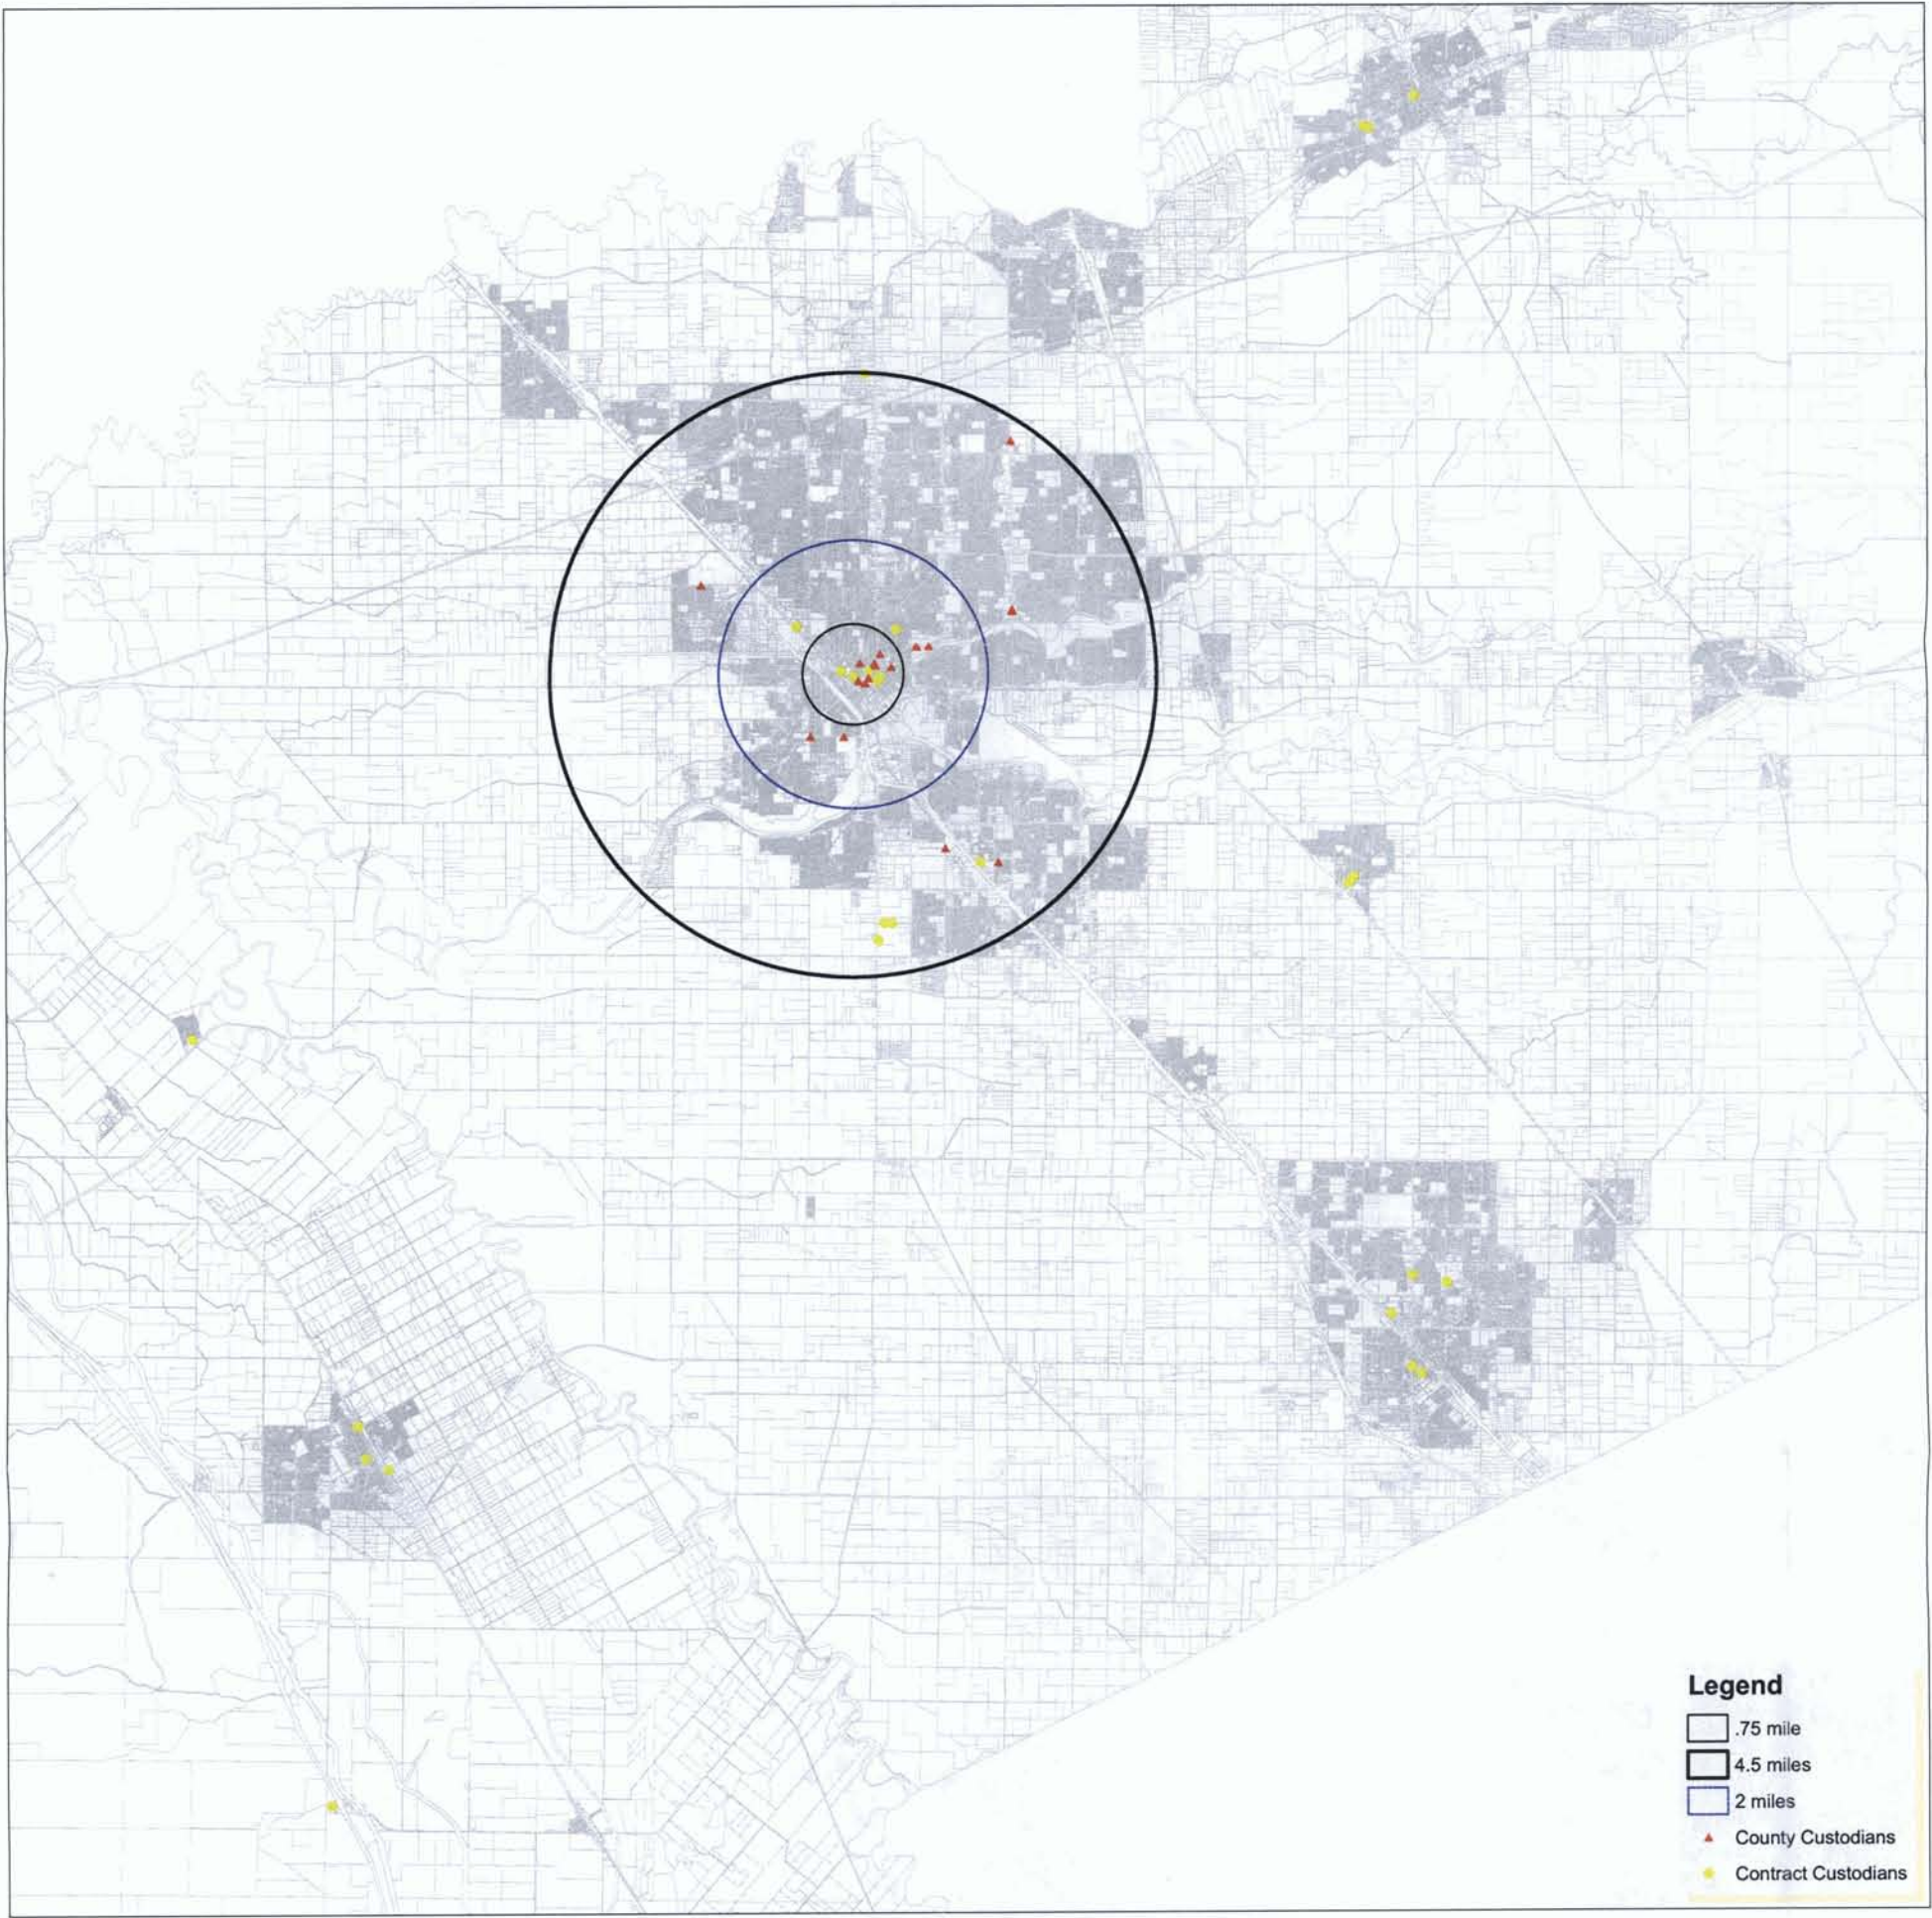 Legend
.75 mile
4.5 miles
2 miles
County Custodians
Contract Custodians